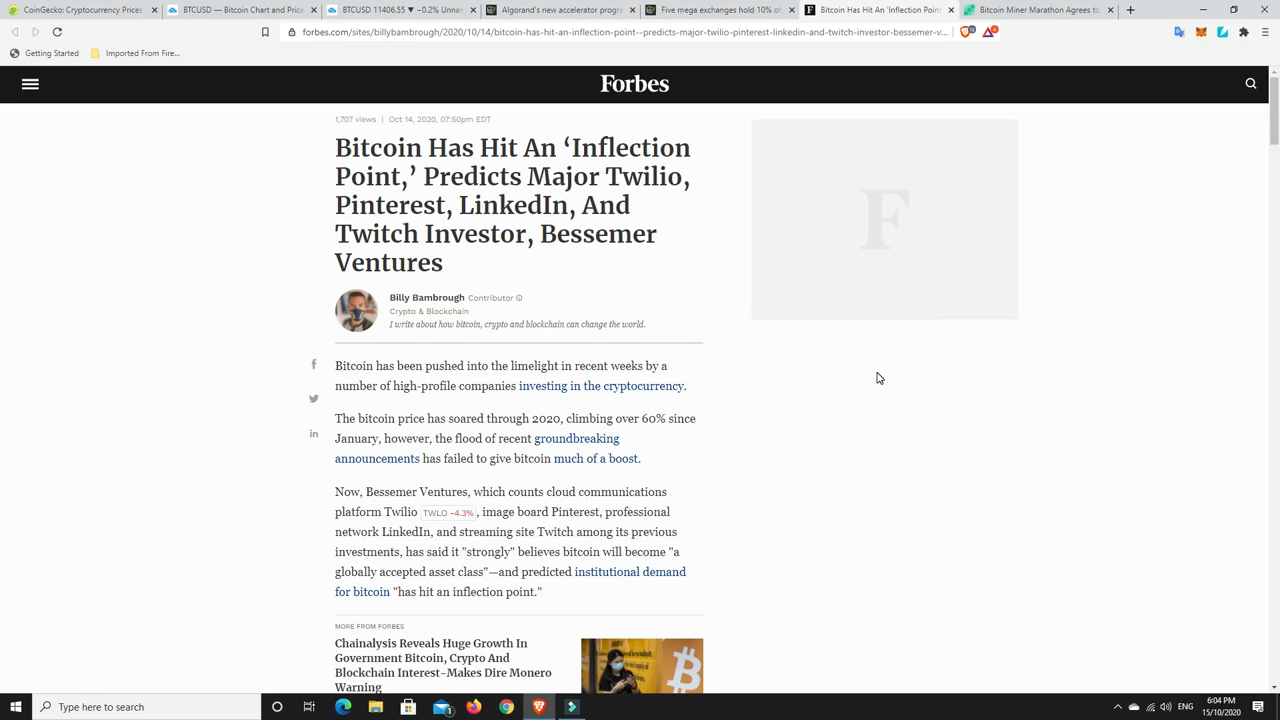 CoinGecko: Cryptocurrency Prices
BTCUSD — Bitcoin Chart and Price
BTCUSD 11406.55 ▼ −0.2% Unna
Algorand's new accelerator progr
Five mega exchanges hold 10% of
Bitcoin Has Hit An 'Inflection Poin
Bitcoin Miner Marathon Agrees to
forbes.com/sites/billybambrough/2020/10/14/bitcoin-has-hit-an-inflection-point--predicts-major-twilio-pinterest-linkedin-and-twitch-investor-bessemer-v...
Getting Started
Imported From Fire...
Forbes
1,707 views | Oct 14, 2020, 07:50pm EDT
Bitcoin Has Hit An ‘Inflection
Point,’ Predicts Major Twilio,
Pinterest, LinkedIn, And
Twitch Investor, Bessemer
Ventures
Billy Bambrough Contributor
Crypto & Blockchain
I write about how bitcoin, crypto and blockchain can change the world.
F
Bitcoin has been pushed into the limelight in recent weeks by a
number of high-profile companies investing in the cryptocurrency.
The bitcoin price has soared through 2020, climbing over 60% since
January, however, the flood of recent groundbreaking
announcements has failed to give bitcoin much of a boost.
Now, Bessemer Ventures, which counts cloud communications
platform Twilio TWLO -4.3%, image board Pinterest, professional
network LinkedIn, and streaming site Twitch among its previous
investments, has said it "strongly" believes bitcoin will become "a
globally accepted asset class"—and predicted institutional demand
for bitcoin "has hit an inflection point."
MORE FROM FORBES
Chainalysis Reveals Huge Growth In
Government Bitcoin, Crypto And
Blockchain Interest-Makes Dire Monero
Warning
Type here to search
ENG
6:04 PM
15/10/2020